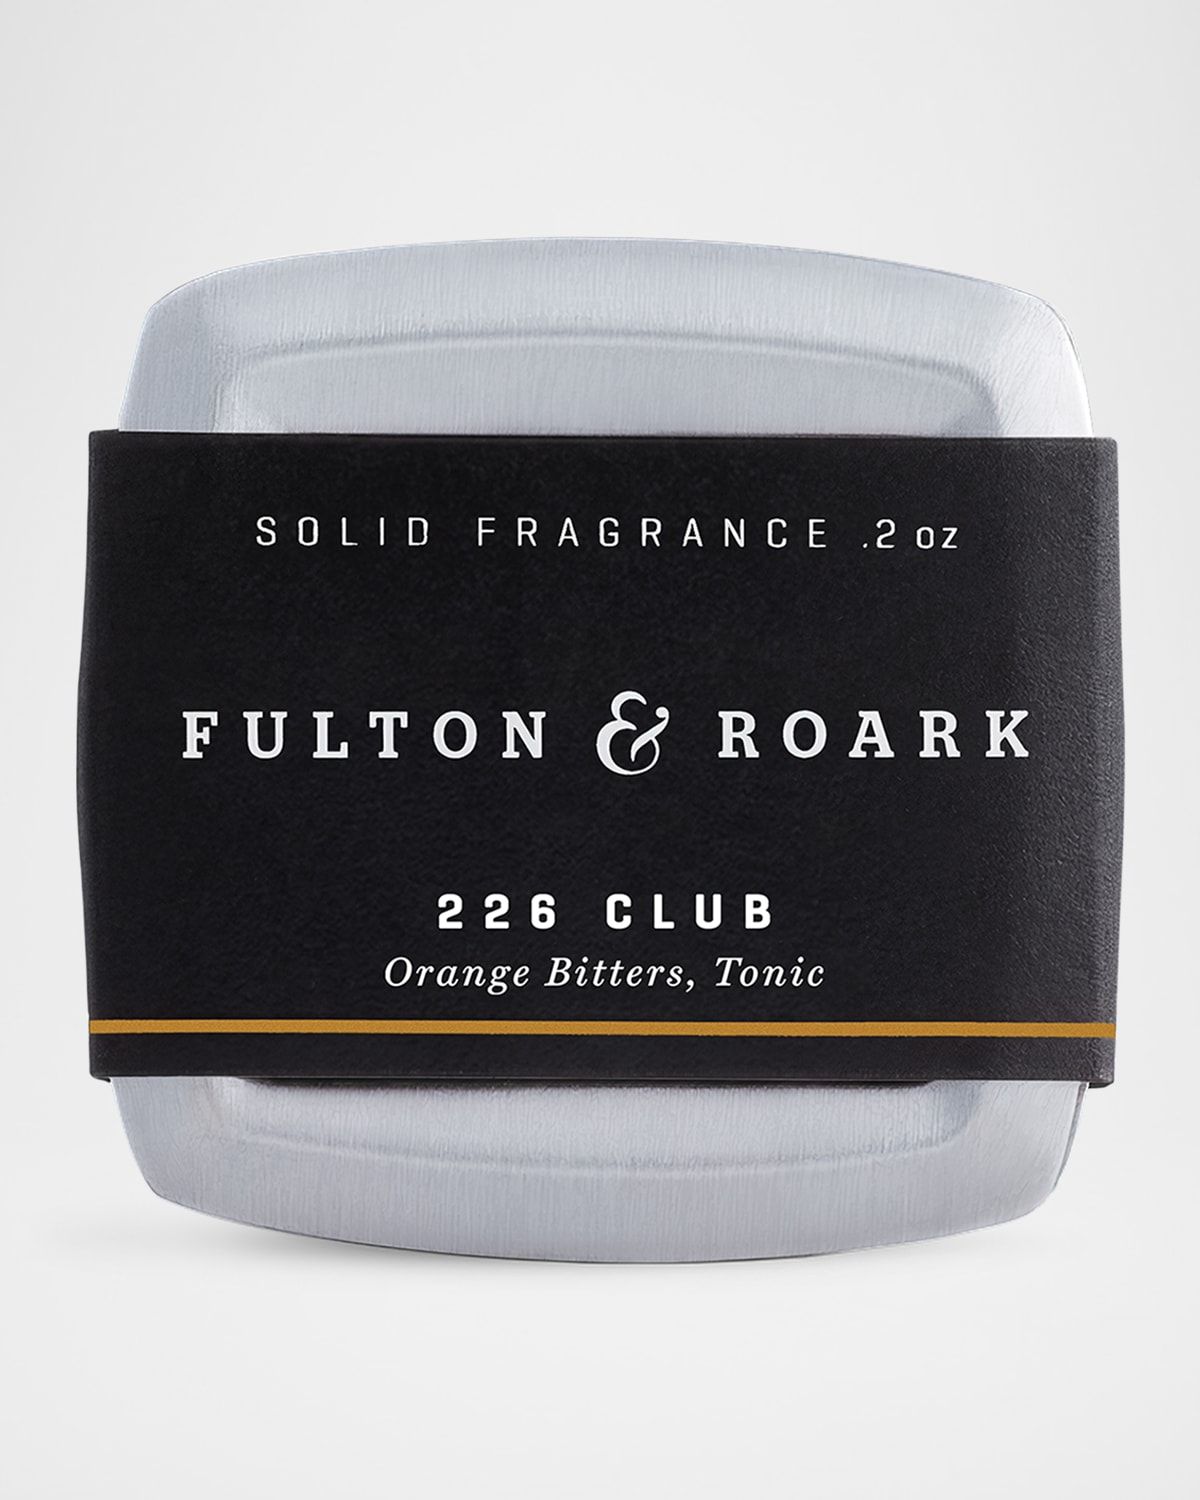 SOLID FRAGRANCE .2 oz
FULTON & ROARK
226 CLUB
Orange Bitters, Tonic